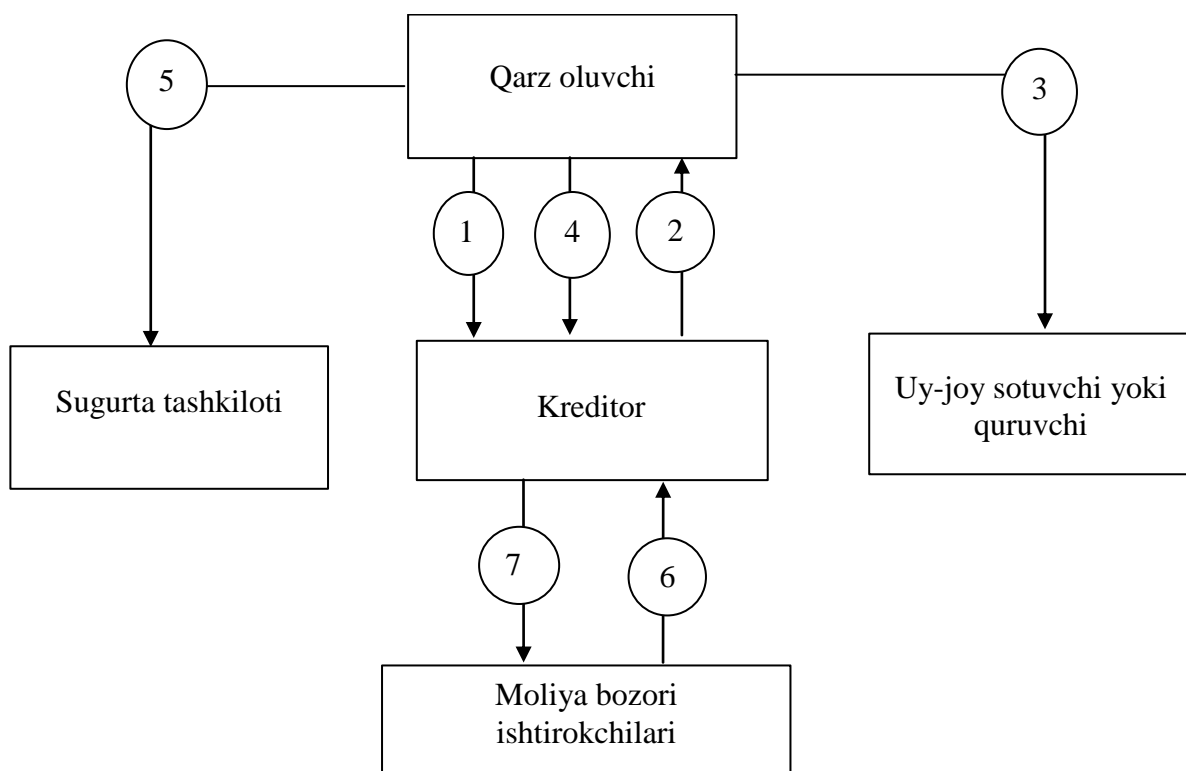 Qarz oluvchi
5
3
1
4
2
Sugurta tashkiloti
Kreditor
Uy-joy sotuvchi yoki
quruvchi
7
6
Moliya bozori
ishtirokchilari